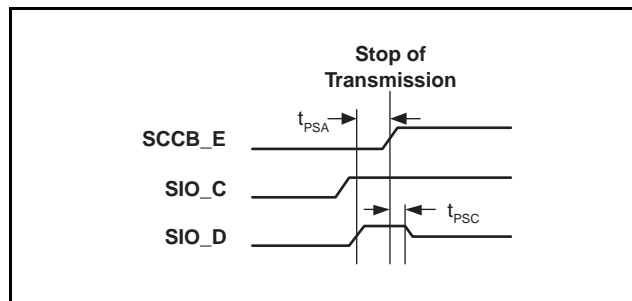 Stop of
Transmission
tPSA
SCCB_E
SIO_C
tPSC
SIO_D